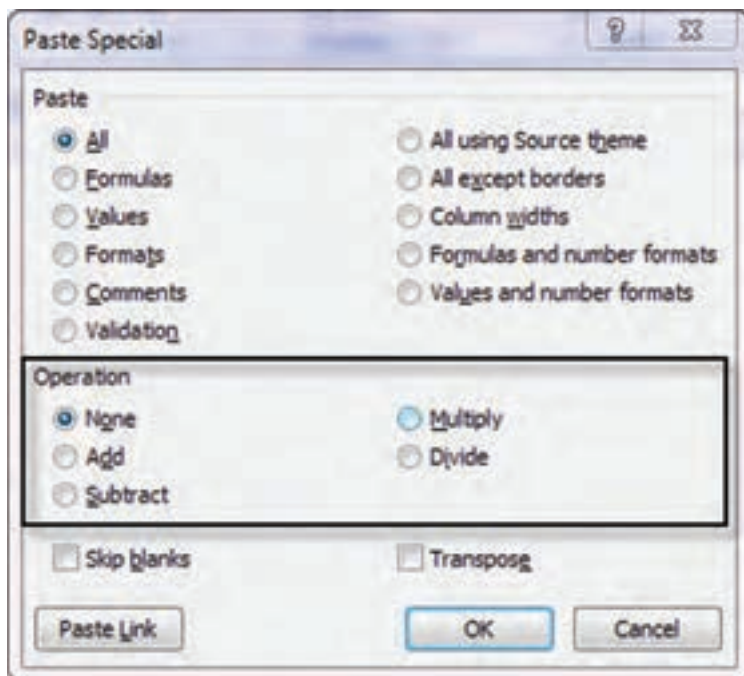 Paste Special
Paste
All
All using Source theme
Formulas
All except borders
Values
Column widths
Formats
Formulas and number formats
Comments
Values and number formats
Validation
Operation
None
Multiply
Add
Divide
Subtract
Skip blanks
Transpose
Paste Link
OK
Cancel